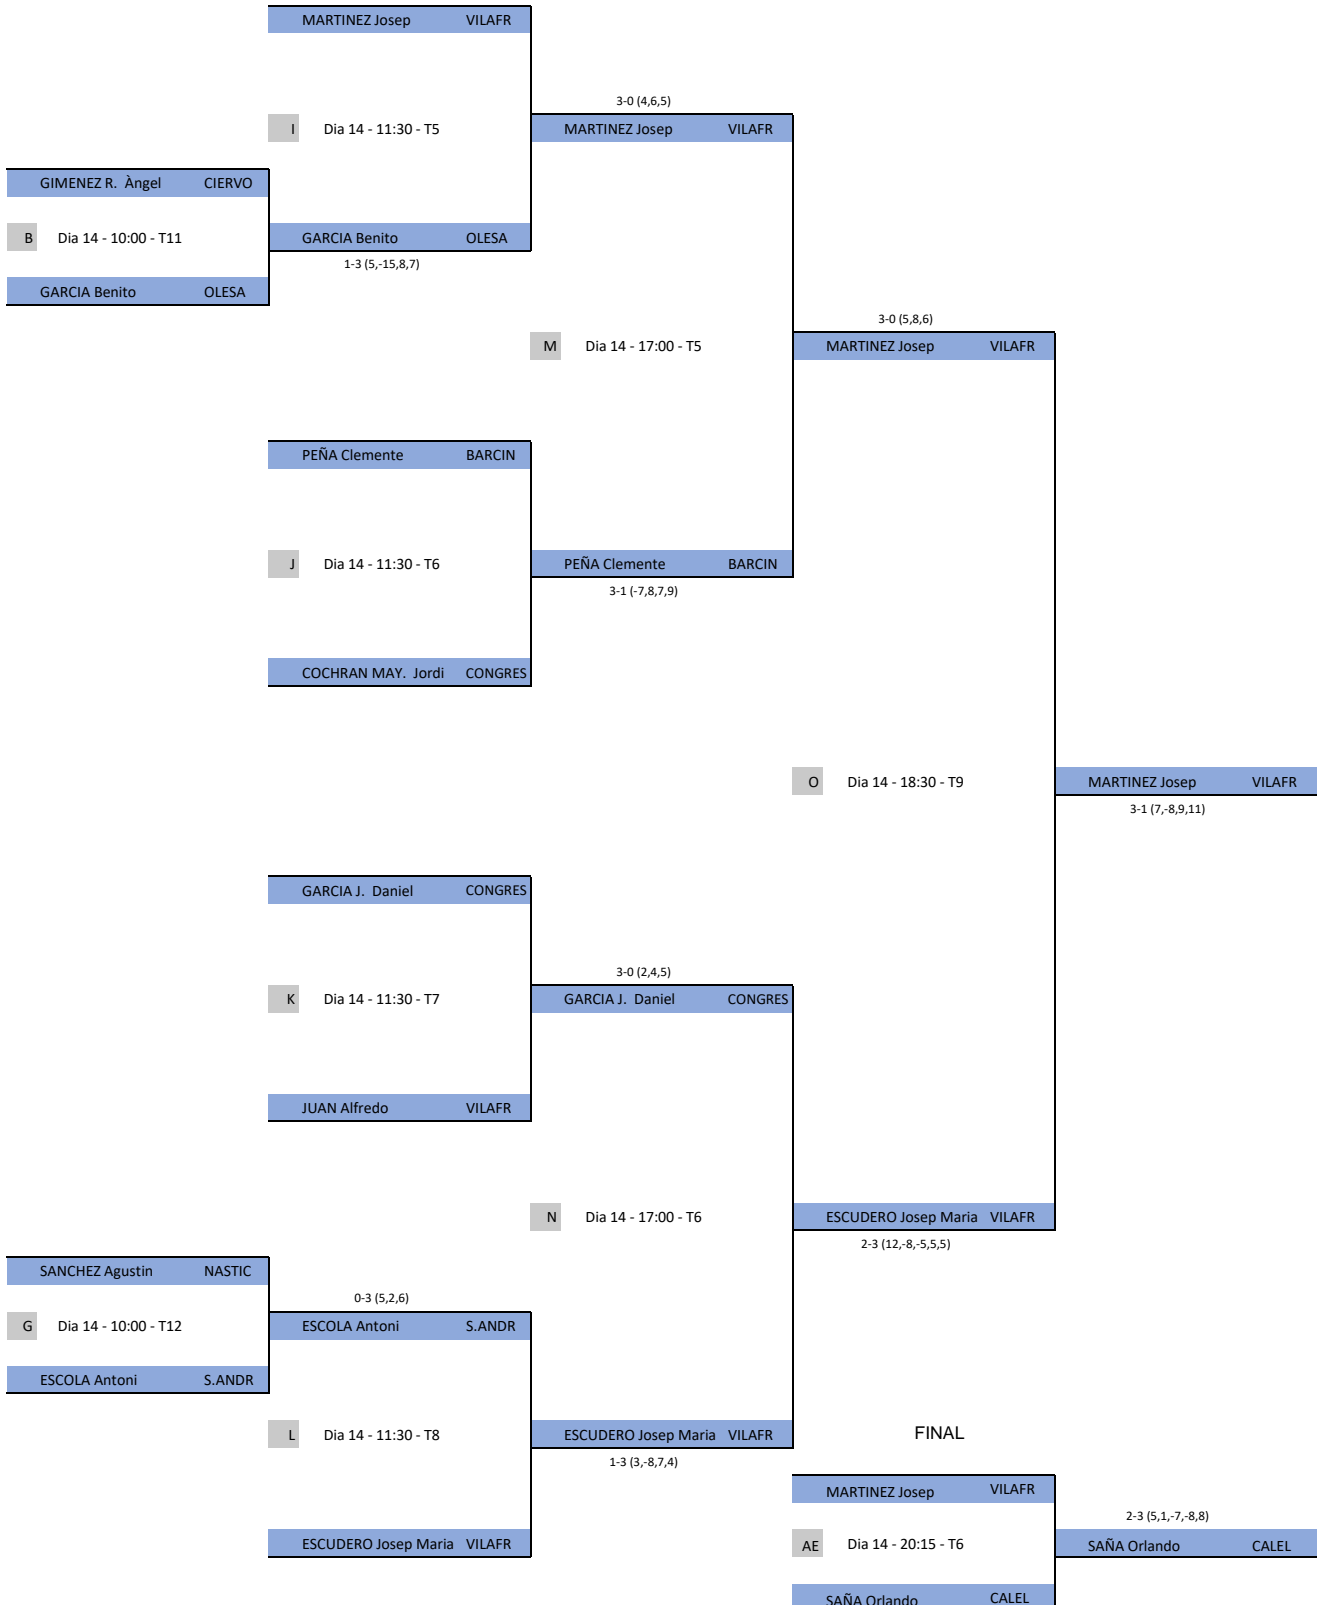 MARTINEZ Josep VILAFR
3-0 (4,6,5)
I Dia 14 - 11:30 - T5 MARTINEZ Josep VILAFR
GIMENEZ R. Àngel CIERVO
B Dia 14 - 10:00 - T11 GARCIA Benito OLESA
1-3 (5,-15,8,7)
GARCIA Benito OLESA
3-0 (5,8,6)
M Dia 14 - 17:00 - T5 MARTINEZ Josep VILAFR
PEÑA Clemente BARCIN
J Dia 14 - 11:30 - T6 PEÑA Clemente BARCIN
3-1 (-7,8,7,9)
COCHRAN MAY. Jordi CONGRES
O Dia 14 - 18:30 - T9 MARTINEZ Josep VILAFR
3-1 (7,-8,9,11)
GARCIA J. Daniel CONGRES
3-0 (2,4,5)
K Dia 14 - 11:30 - T7 GARCIA J. Daniel CONGRES
JUAN Alfredo VILAFR
N Dia 14 - 17:00 - T6 ESCUDERO Josep Maria VILAFR
2-3 (12,-8,-5,5,5)
SANCHEZ Agustin NASTIC
0-3 (5,2,6)
G Dia 14 - 10:00 - T12 ESCOLA Antoni S.ANDR
ESCOLA Antoni S.ANDR
L Dia 14 - 11:30 - T8 ESCUDERO Josep Maria VILAFR FINAL
1-3 (3,-8,7,4)
MARTINEZ Josep VILAFR
2-3 (5,1,-7,-8,8)
ESCUDERO Josep Maria VILAFR AE Dia 14 - 20:15 - T6 SAÑA Orlando CALEL
SAÑA Orlando CALEL